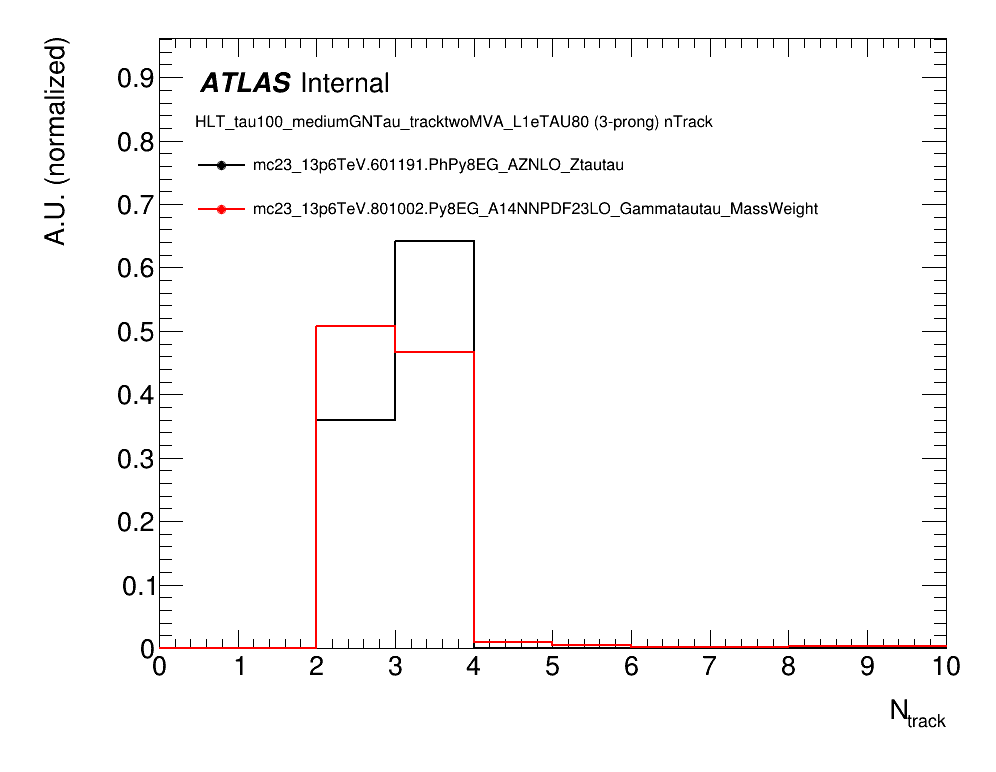 A.U. (normalized)
ATLAS Internal
HLT_tau100_mediumGNTau_tracktwoMVA_L1eTAU80 (3-prong) nTrack
mc23_13p6TeV.601191.PhPy8EG_AZNLO_Ztautau
mc23_13p6TeV.801002.Py8EG_A14NNPDF23LO_Gammatautau_MassWeight
0.9
0.8
0.7
0.6
0.5
0.4
0.3
0.2
0.1
0
0 1 2 3 4 5 6 7 8 9 10
N_track